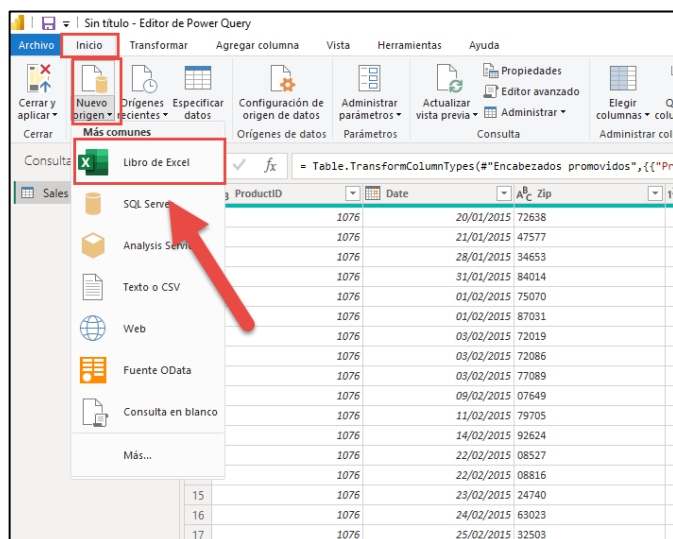 Sin título - Editor de Power Query
Archivo Inicio Transformar Agregar columna Vista Herramientas Ayuda
Cerrar y aplicar
Nuevo origen
Orígenes recientes
Especificar datos
Configuración de origen de datos
Administrar parámetros
Actualizar vista previa
Propiedades
Editor avanzado
Administrar
Elegir columnas
Cerrar
Orígenes de datos
Parámetros
Consulta
Administrar col
Más comunes
Libro de Excel
SQL Server
Analysis
Texto o CSV
Web
Fuente OData
Consulta en blanco
Más...
Consulta
Sales
fx = Table.TransformColumnTypes(#"Encabezados promovidos",{{"Pr
ProductID Date ABC Zip
1076 20/01/2015 72638
1076 21/01/2015 47577
1076 28/01/2015 34653
1076 31/01/2015 84014
1076 01/02/2015 75070
1076 01/02/2015 87031
1076 03/02/2015 72019
1076 03/02/2015 72086
1076 03/02/2015 77089
1076 09/02/2015 07649
1076 11/02/2015 79705
1076 14/02/2015 92624
1076 22/02/2015 08527
1076 22/02/2015 08816
15 1076 23/02/2015 24740
16 1076 24/02/2015 63023
17 1076 25/02/2015 32503